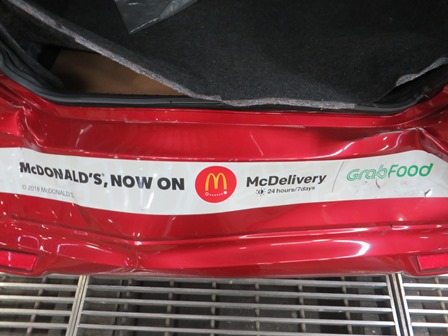 McDONALD'S, NOW ON
© 2018 McDONALD'S
McDelivery
24 hours/7days
GrabFood